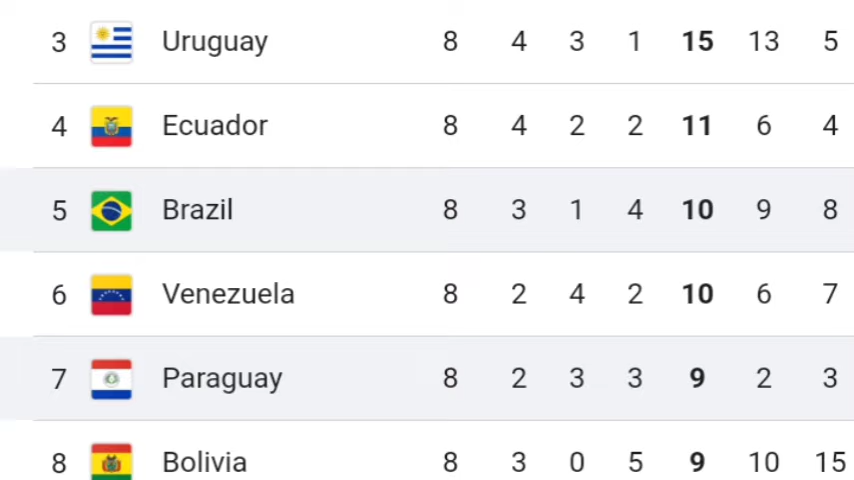 3 Uruguay 8 4 3 1 15 13 5
4 Ecuador 8 4 2 2 11 6 4
5 Brazil 8 3 1 4 10 9 8
6 Venezuela 8 2 4 2 10 6 7
7 Paraguay 8 2 3 3 9 2 3
8 Bolivia 8 3 0 5 9 10 15